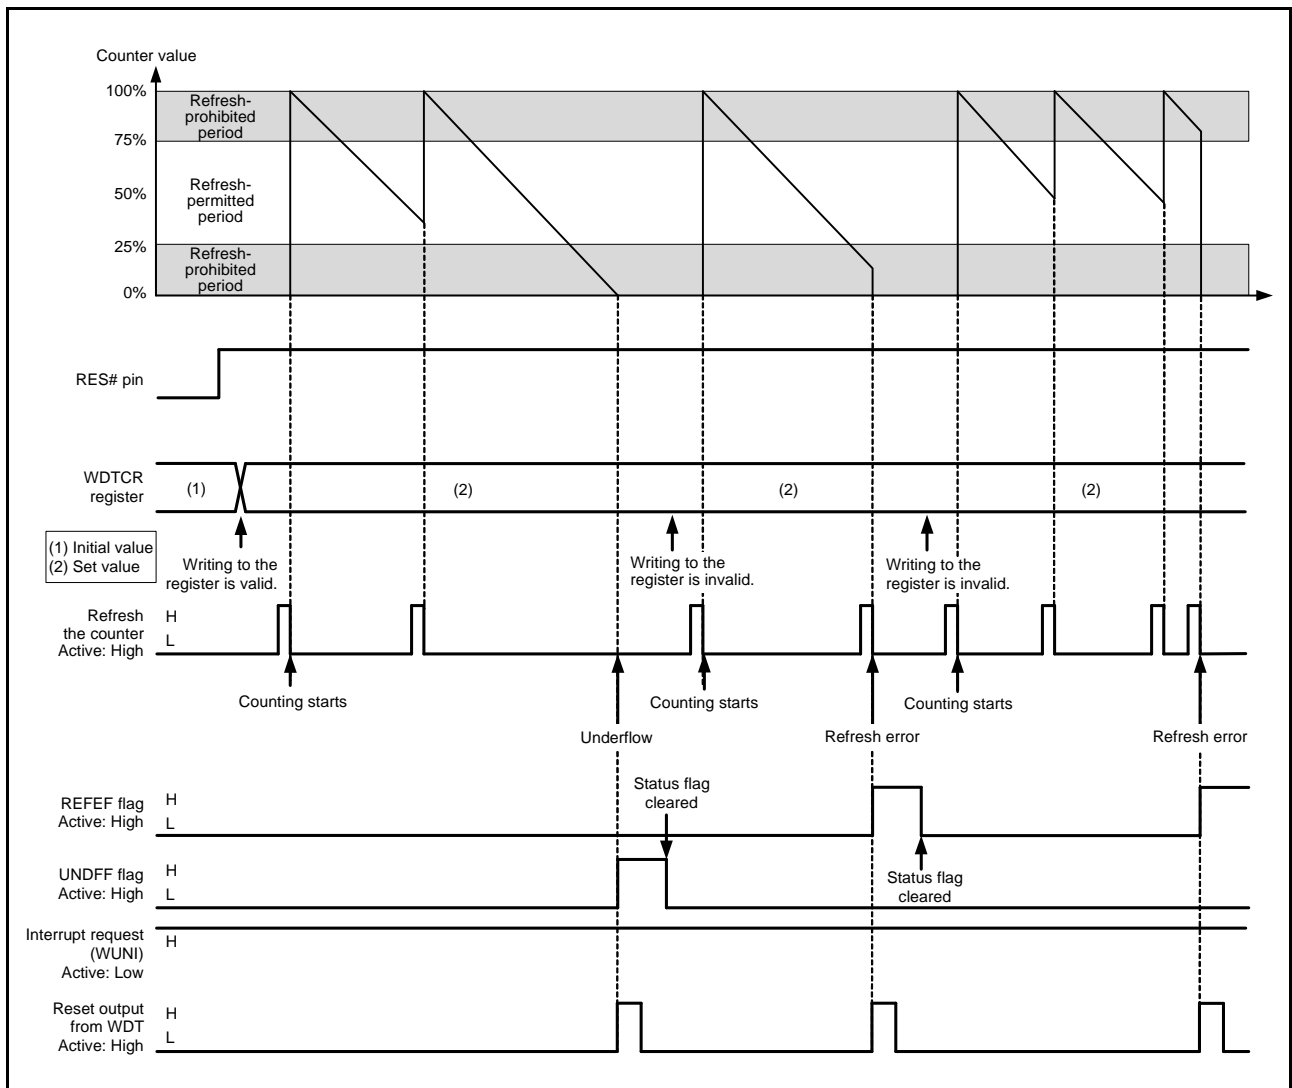 Counter value
100%
Refresh-
prohibited
period
75%
50%
Refresh-
permitted
period
25%
Refresh-
prohibited
period
0%
RES# pin
WDTCR
register
(1)
(2)
(2)
(2)
(1) Initial value
(2) Set value
Writing to the
register is valid.
Writing to the
register is invalid.
Writing to the
register is invalid.
Refresh
the counter
Active: High
H
L
Counting starts
Counting starts
Counting starts
Underflow
Refresh error
Refresh error
Status flag
cleared
REFEF flag
Active: High
H
L
UNDFF flag
Active: High
H
L
Status flag
cleared
Interrupt request
(WUNI)
Active: Low
H
Reset output
from WDT
Active: High
H
L